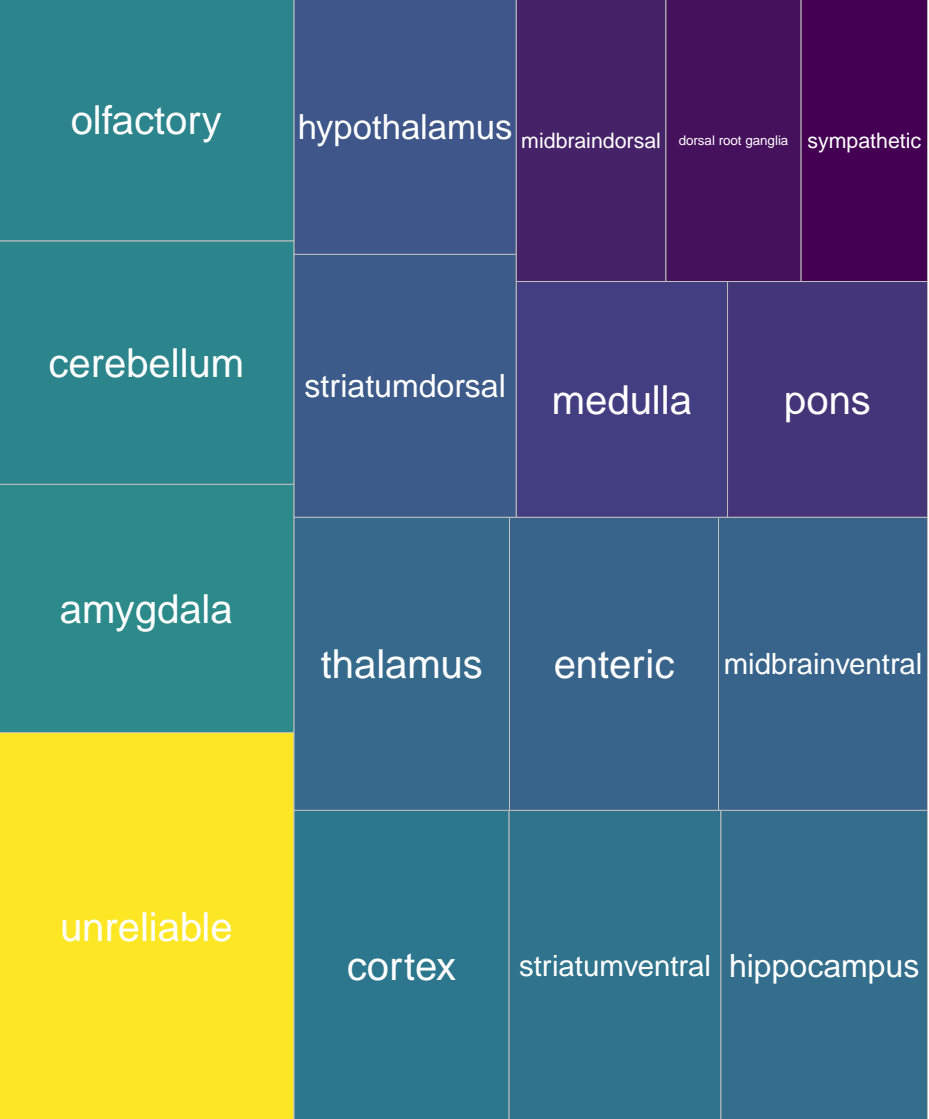 olfactory
hypothalamus
midbraindorsal
dorsal root ganglia
sympathetic
cerebellum
striatumdorsal
medulla
pons
amygdala
thalamus
enteric
midbrainventral
unreliable
cortex
striatumventral
hippocampus